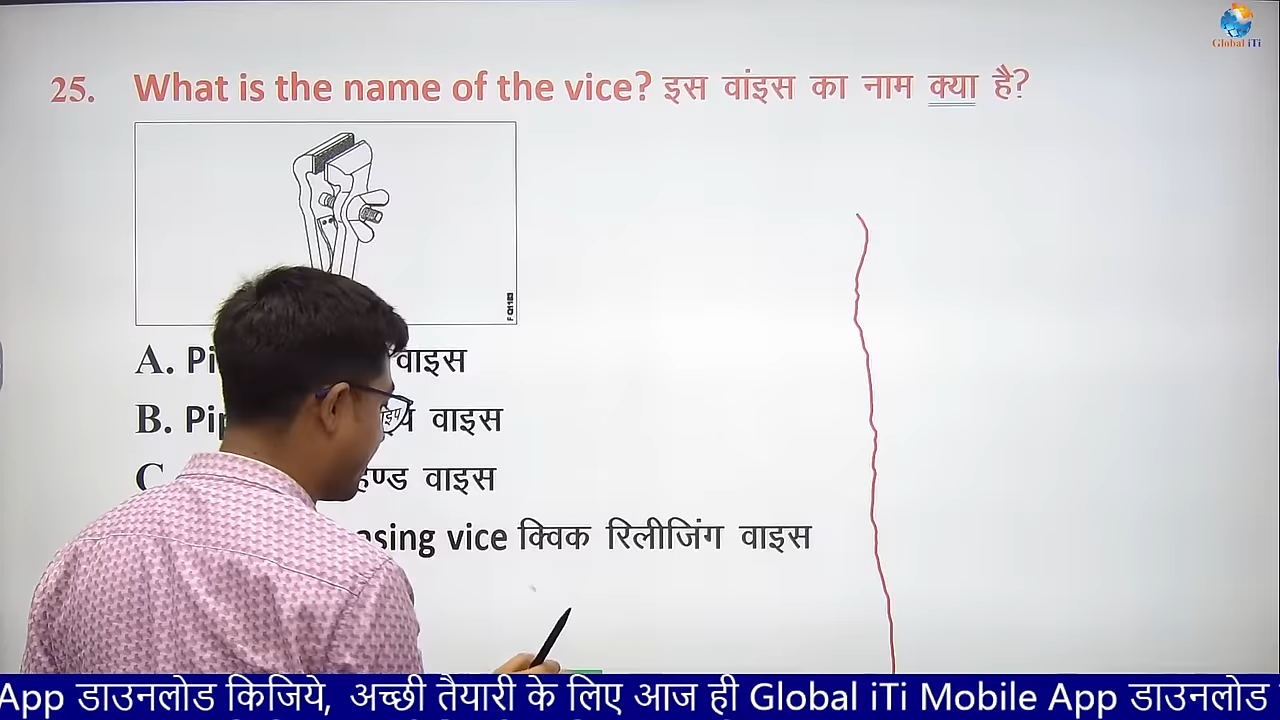 Global iTi
25. What is the name of the vice? इस वांइस का नाम क्या है?
A. Pi वाइस
B. Pip वाइस
C हैण्ड वाइस
asing vice क्विक रिलीजिंग वाइस
App डाउनलोड किजिये, अच्छी तैयारी के लिए आज ही Global iTi Mobile App डाउनलोड